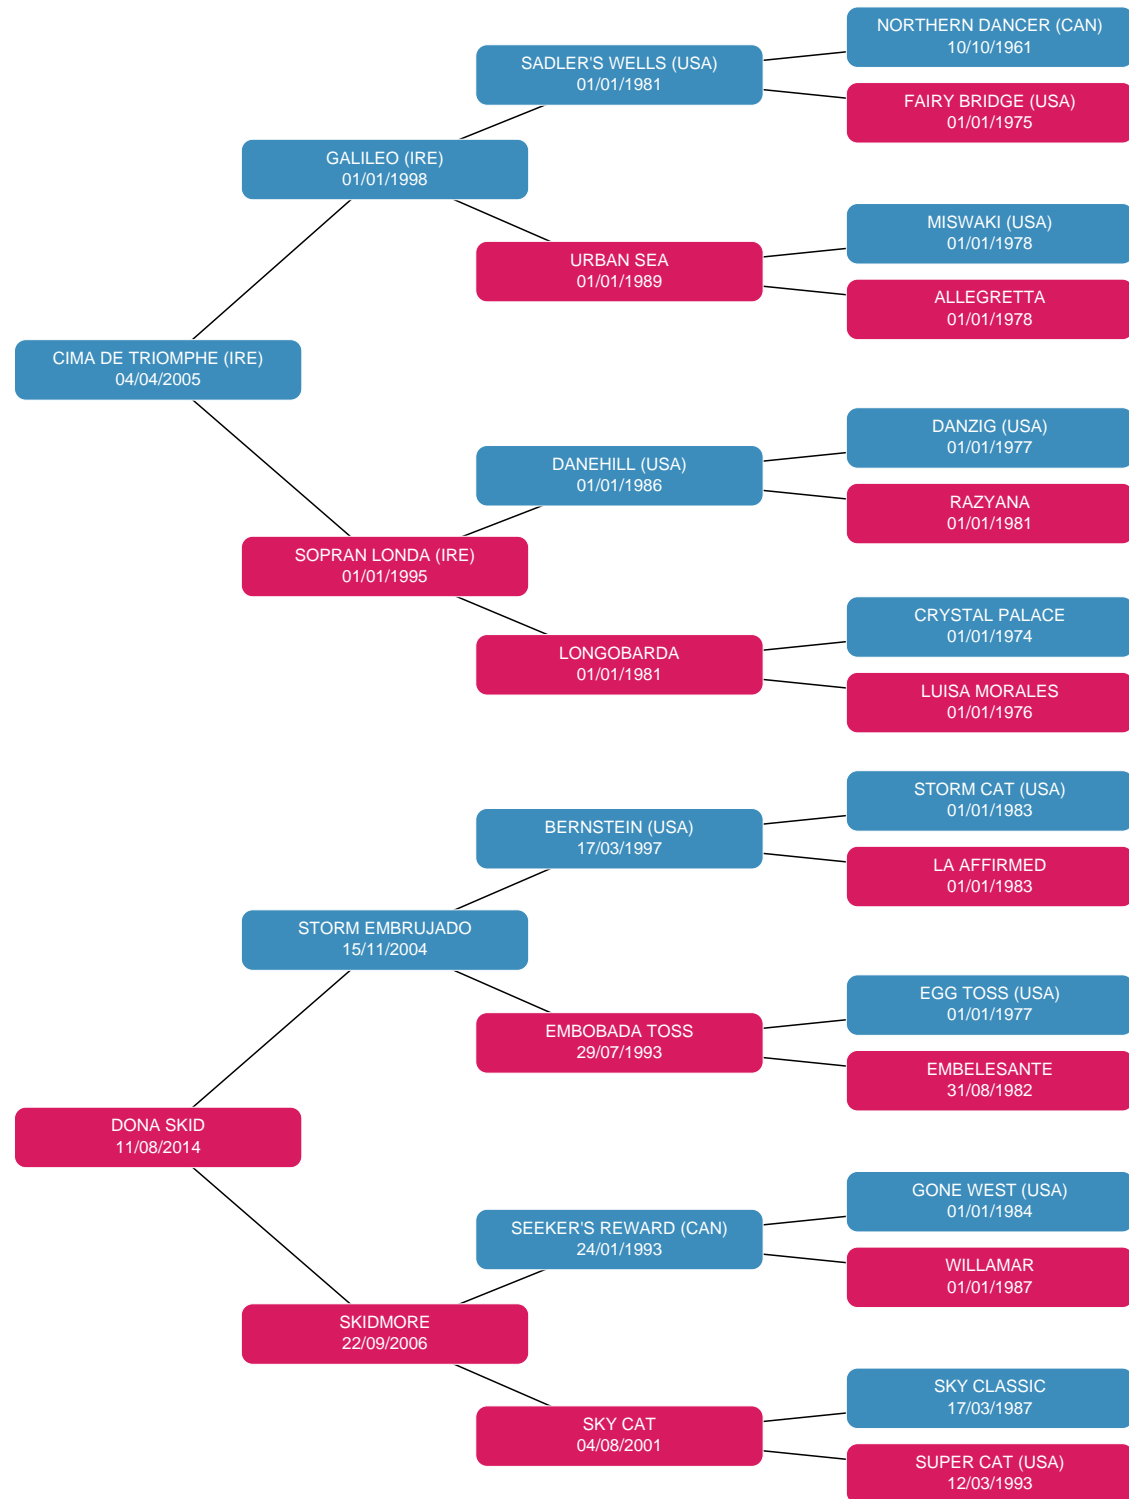 NORTHERN DANCER (CAN)
10/10/1961
SADLER'S WELLS (USA)
01/01/1981
FAIRY BRIDGE (USA)
01/01/1975
GALILEO (IRE)
01/01/1998
MISWAKI (USA)
01/01/1978
URBAN SEA
01/01/1989
ALLEGRETTA
01/01/1978
CIMA DE TRIOMPHE (IRE)
04/04/2005
DANZIG (USA)
01/01/1977
DANEHILL (USA)
01/01/1986
RAZYANA
01/01/1981
SOPRAN LONDA (IRE)
01/01/1995
CRYSTAL PALACE
01/01/1974
LONGOBARDA
01/01/1981
LUISA MORALES
01/01/1976
STORM CAT (USA)
01/01/1983
BERNSTEIN (USA)
17/03/1997
LA AFFIRMED
01/01/1983
STORM EMBRUJADO
15/11/2004
EGG TOSS (USA)
01/01/1977
EMBOBADA TOSS
29/07/1993
EMBELESANTE
31/08/1982
DONA SKID
11/08/2014
GONE WEST (USA)
01/01/1984
SEEKER'S REWARD (CAN)
24/01/1993
WILLAMAR
01/01/1987
SKIDMORE
22/09/2006
SKY CLASSIC
17/03/1987
SKY CAT
04/08/2001
SUPER CAT (USA)
12/03/1993